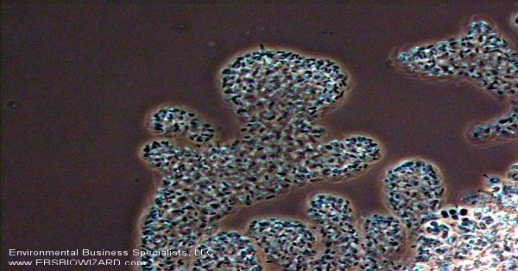 Environmental Business Specialists, LLC
www.EBSBIOWIZARD.com